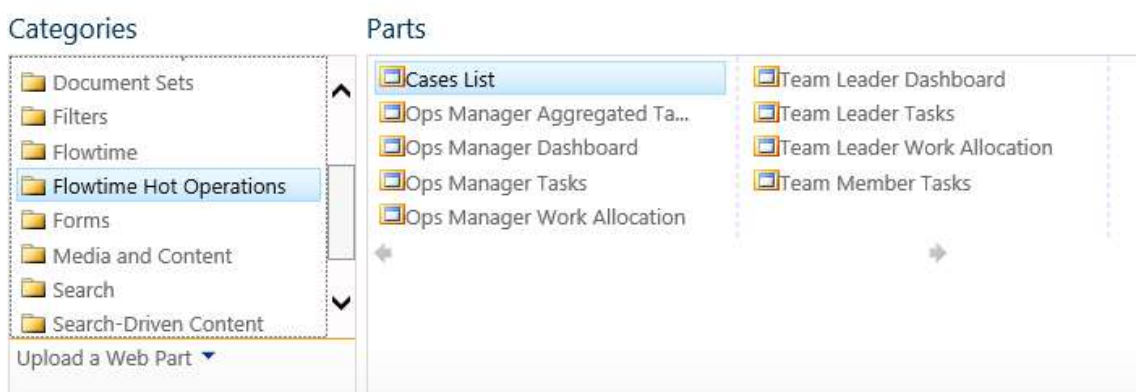 Categories
Document Sets
Filters
Flowtime
Flowtime Hot Operations
Forms
Media and Content
Search
Search-Driven Content
Upload a Web Part
Parts
Cases List
Ops Manager Aggregated Ta...
Ops Manager Dashboard
Ops Manager Tasks
Ops Manager Work Allocation
Team Leader Dashboard
Team Leader Tasks
Team Leader Work Allocation
Team Member Tasks